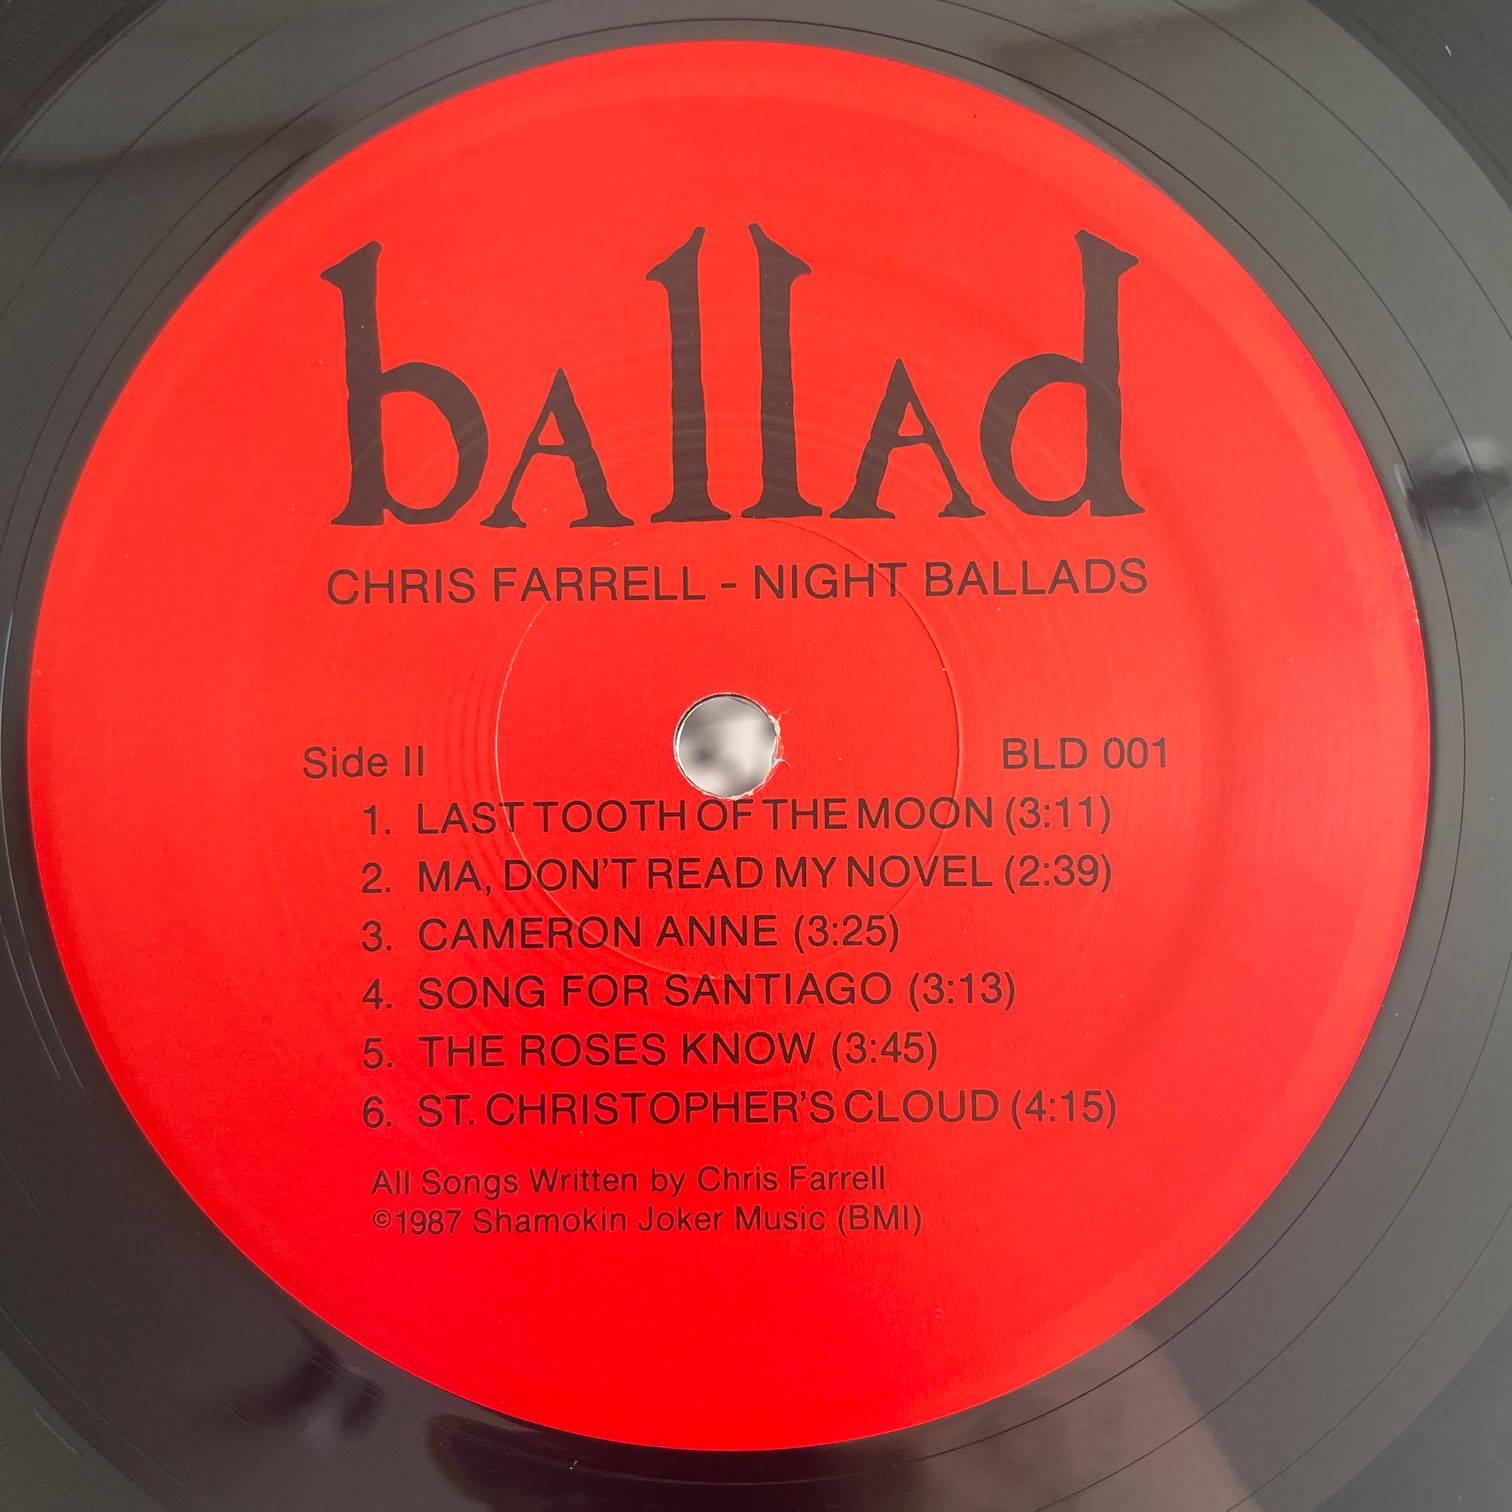 ballad
CHRIS FARRELL - NIGHT BALLADS
Side II
BLD 001
1. LAST TOOTH OF THE MOON (3:11)
2. MA, DON'T READ MY NOVEL (2:39)
3. CAMERON ANNE (3:25)
4. SONG FOR SANTIAGO (3:13)
5. THE ROSES KNOW (3:45)
6. ST. CHRISTOPHER'S CLOUD (4:15)
All Songs Written by Chris Farrell
©1987 Shamokin Joker Music (BMI)